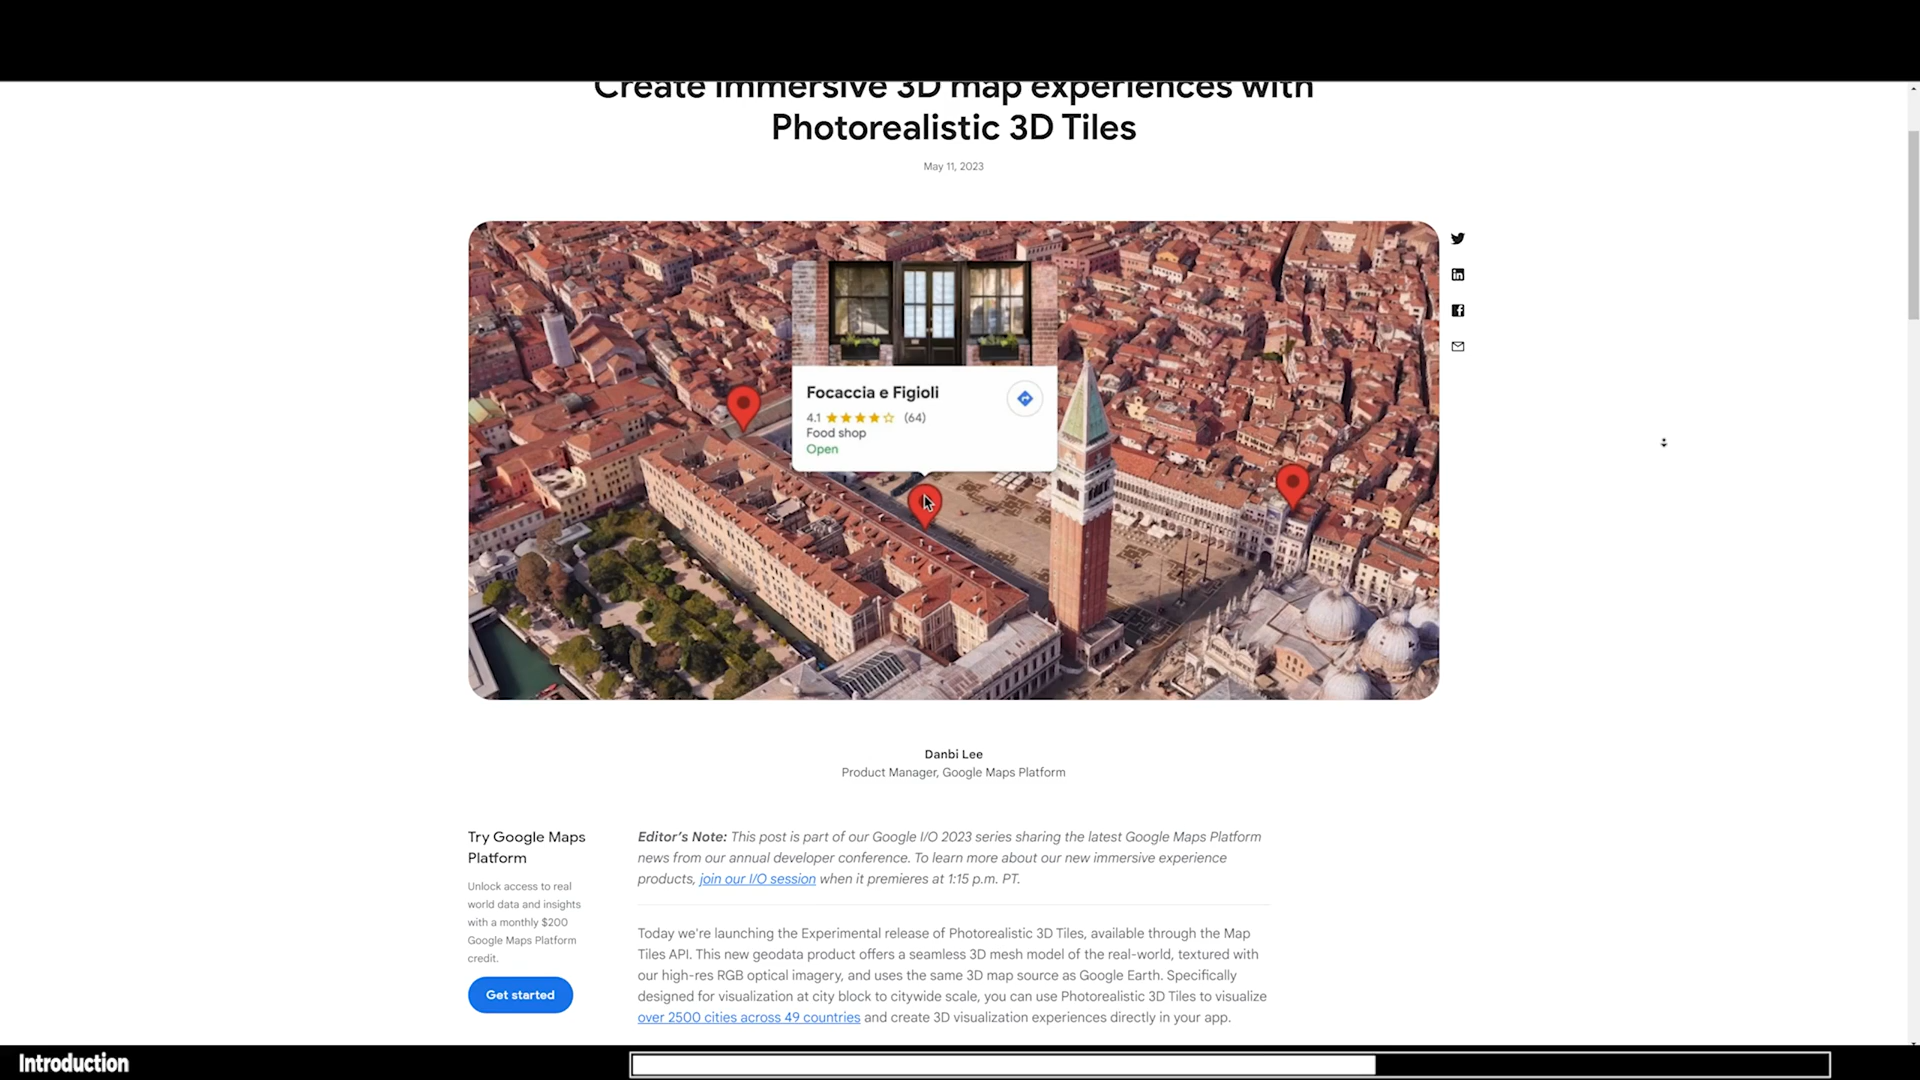 Create immersive 3D map experiences with
Photorealistic 3D Tiles
May 11, 2023
Focaccia e Figioli
4.1 (64)
Food shop
Open
Danbi Lee
Product Manager, Google Maps Platform
Try Google Maps
Platform
Unlock access to real
world data and insights
with a monthly $200
Google Maps Platform
credit.
Get started
Editor's Note: This post is part of our Google I/O 2023 series sharing the latest Google Maps Platform
news from our annual developer conference. To learn more about our new immersive experience
products, join our I/O session when it premieres at 1:15 p.m. PT.
Today we're launching the Experimental release of Photorealistic 3D Tiles, available through the Map
Tiles API. This new geodata product offers a seamless 3D mesh model of the real-world, textured with
our high-res RGB optical imagery, and uses the same 3D map source as Google Earth. Specifically
designed for visualization at city block to citywide scale, you can use Photorealistic 3D Tiles to visualize
over 2500 cities across 49 countries and create 3D visualization experiences directly in your app.
Introduction